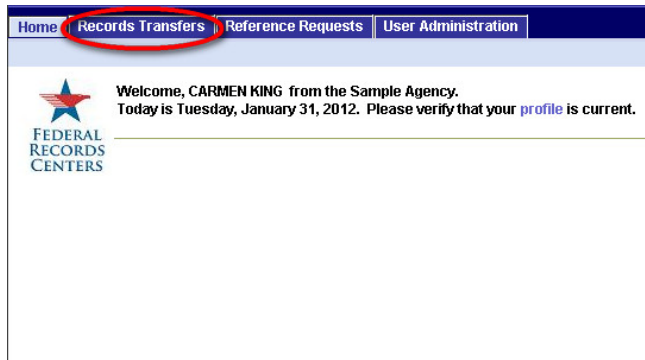 Home Records Transfers Reference Requests User Administration
Welcome, CARMEN KING from the Sample Agency.
Today is Tuesday, January 31, 2012. Please verify that your profile is current.
FEDERAL
RECORDS
CENTERS